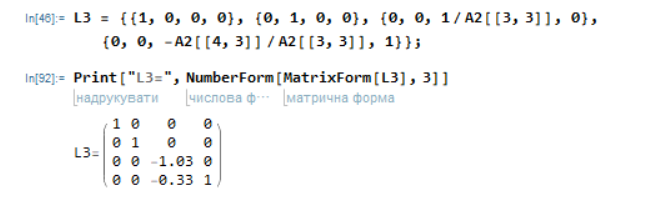 In[46]:= L3 = {{1, 0, 0, 0}, {0, 1, 0, 0}, {0, 0, 1/A2[[3, 3]], 0},
{0, 0, -A2[[4, 3]]/A2[[3, 3]], 1}};
In[92]:= Print["L3=", NumberForm[MatrixForm[L3], 3]]
надрукувати числова ф⋯ матрична форма
1 0 0 0
0 1 0 0
L3=
0 0 -1.03 0
0 0 -0.33 1